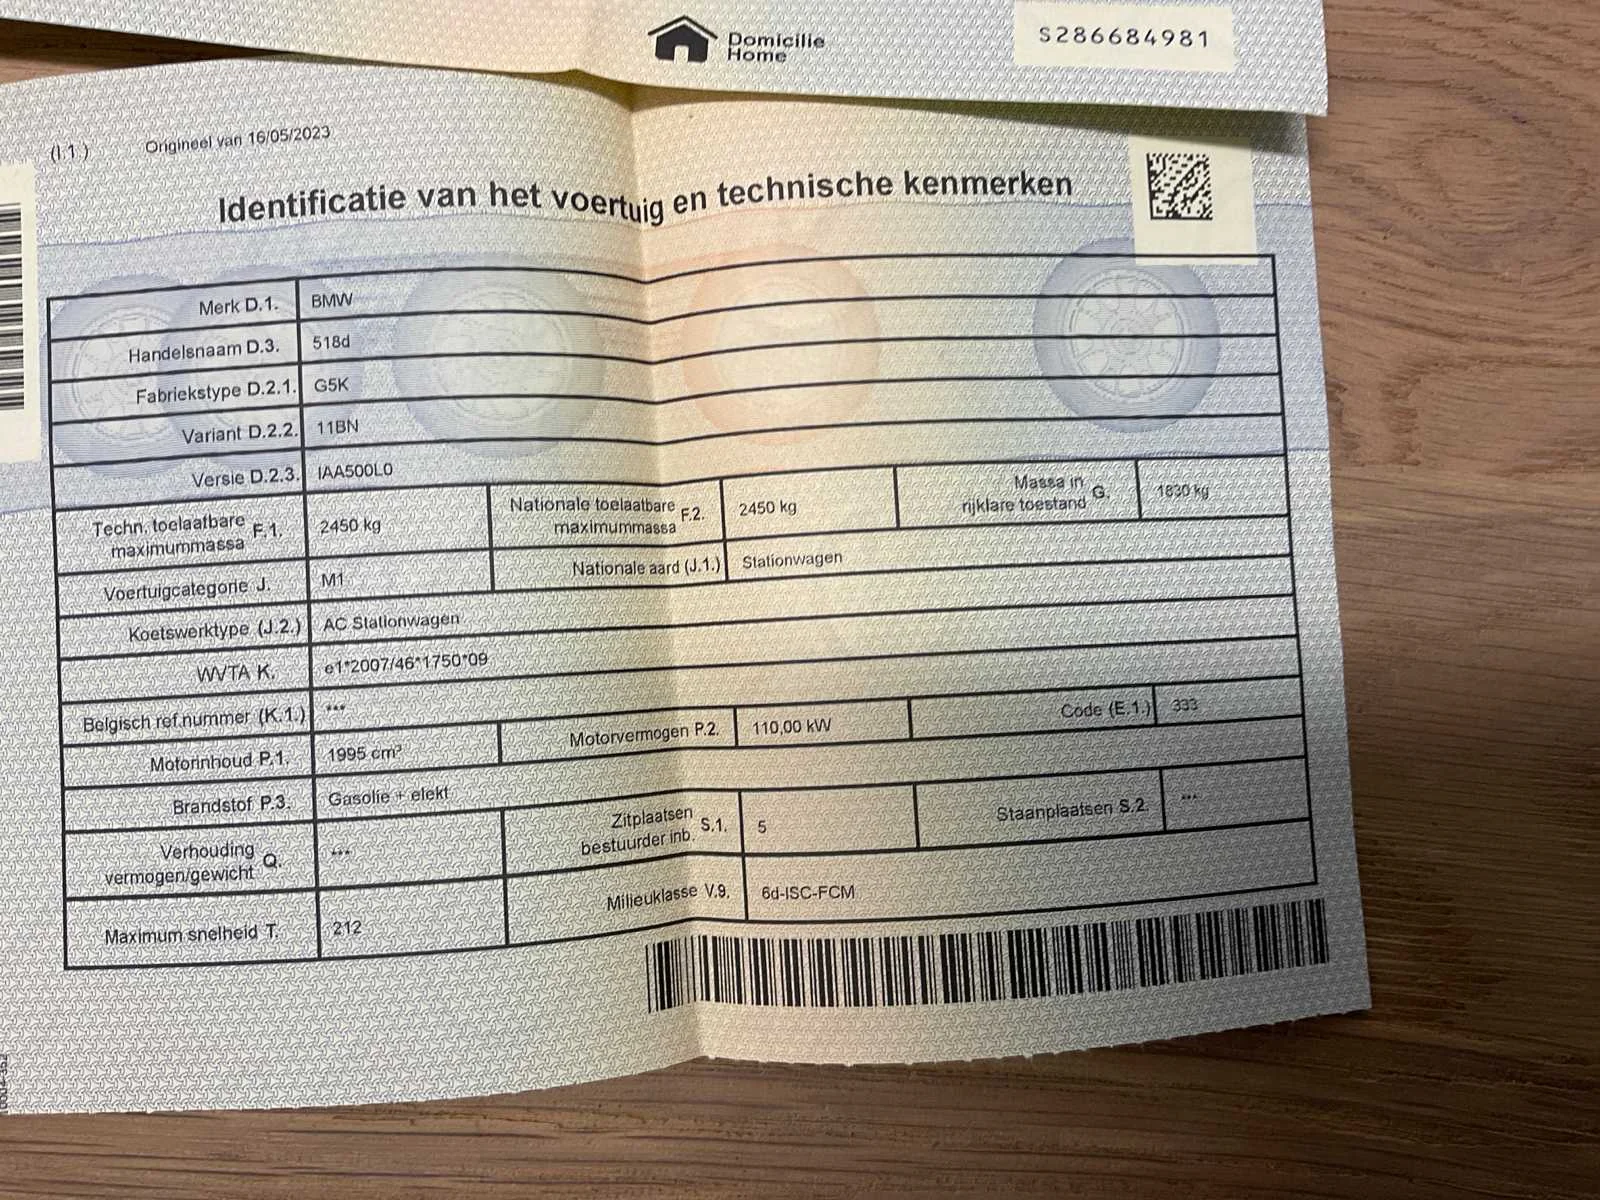 Domicilie
Home
S286684981
(I.1.) Origineel van 16/05/2023
Identificatie van het voertuig en technische kenmerken
Merk D.1. BMW
Handelsnaam D.3. 518d
Fabriekstype D.2.1. G5K
Variant D.2.2. 11BN
Versie D.2.3. IAA500L0
Techn. toelaatbare
maximummassa F.1. 2450 kg
Nationale toelaatbare
maximummassa F.2. 2450 kg
Massa in
rijklare toestand G. 1830 kg
Voertuigcategorie J. M1
Nationale aard (J.1.) Stationwagen
Koetswerktype (J.2.) AC Stationwagen
WVTA K. e1*2007/46*1750*09
Belgisch ref.nummer (K.1.) ***
Motorinhoud P.1. 1995 cm³
Motorvermogen P.2. 110,00 kW
Code (E.1.) 333
Brandstof P.3. Gasolie + elekt
Verhouding
vermogen/gewicht Q. ***
Zitplaatsen
bestuurder inb. S.1. 5
Staanplaatsen S.2. ***
Maximum snelheid T. 212
Milieuklasse V.9. 6d-ISC-FCM